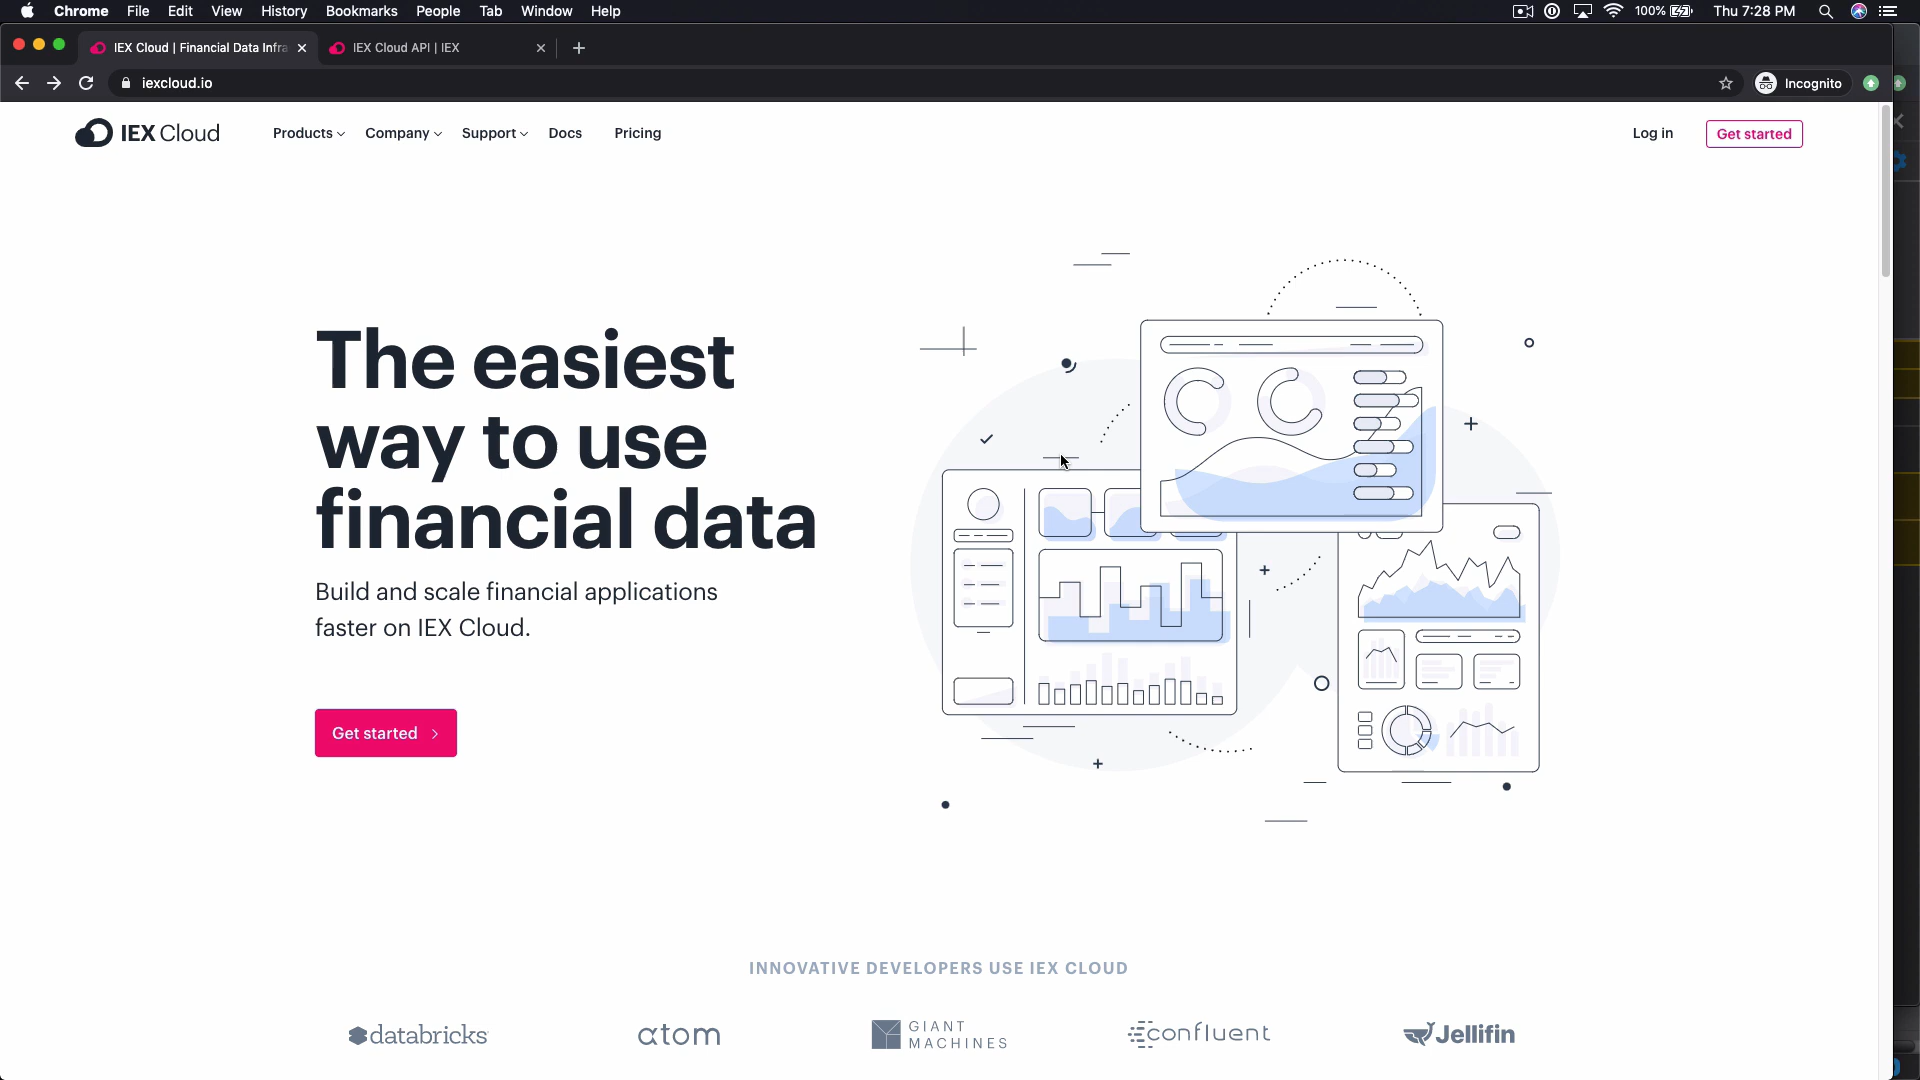 Chrome File Edit View History Bookmarks People Tab Window Help 100% Thu 7:28 PM
IEX Cloud | Financial Data Infra IEX Cloud API | IEX
iexcloud.io Incognito
IEX Cloud Products Company Support Docs Pricing Log in Get started
The easiest
way to use
financial data
Build and scale financial applications
faster on IEX Cloud.
Get started
INNOVATIVE DEVELOPERS USE IEX CLOUD
databricks atom GIANT MACHINES confluent Jellifin